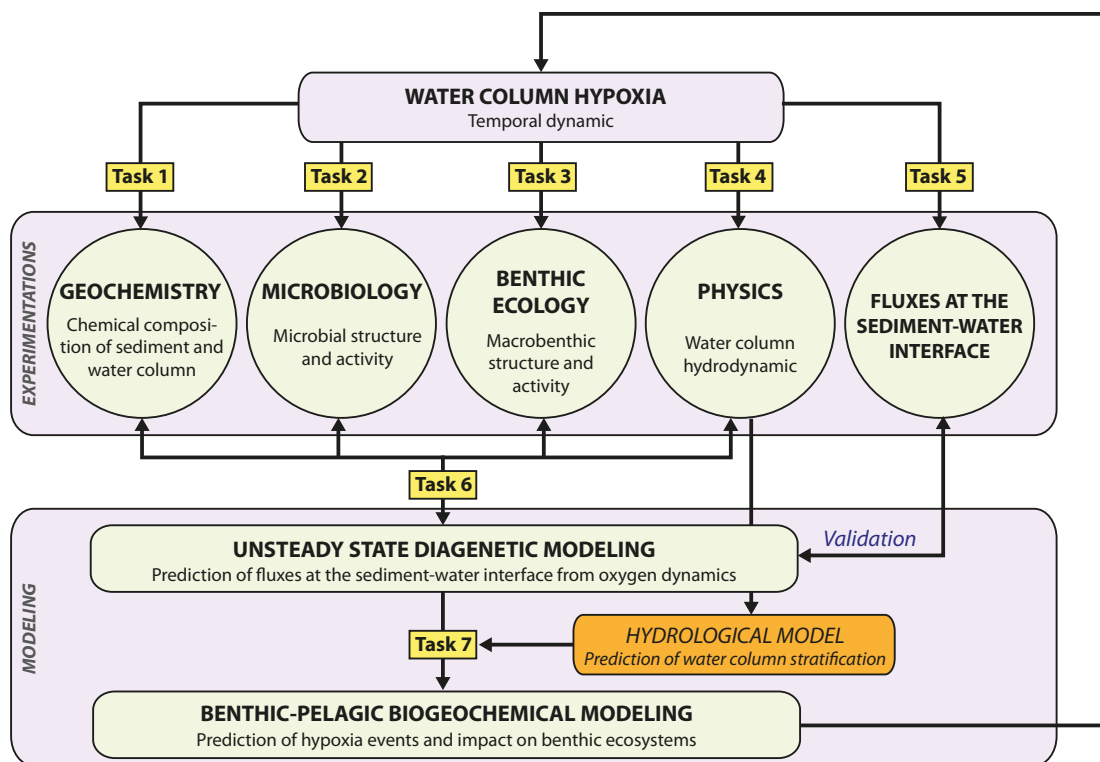 WATER COLUMN HYPOXIA
Temporal dynamic
Task 1
Task 2
Task 3
Task 4
Task 5
EXPERIMENTATIONS
GEOCHEMISTRY
Chemical composi-
tion of sediment and
water column
MICROBIOLOGY
Microbial structure
and activity
BENTHIC
ECOLOGY
Macrobenthic
structure and
activity
PHYSICS
Water column
hydrodynamic
FLUXES AT THE
SEDIMENT-WATER
INTERFACE
Task 6
MODELING
UNSTEADY STATE DIAGENETIC MODELING
Prediction of fluxes at the sediment-water interface from oxygen dynamics
Validation
Task 7
HYDROLOGICAL MODEL
Prediction of water column stratification
BENTHIC-PELAGIC BIOGEOCHEMICAL MODELING
Prediction of hypoxia events and impact on benthic ecosystems